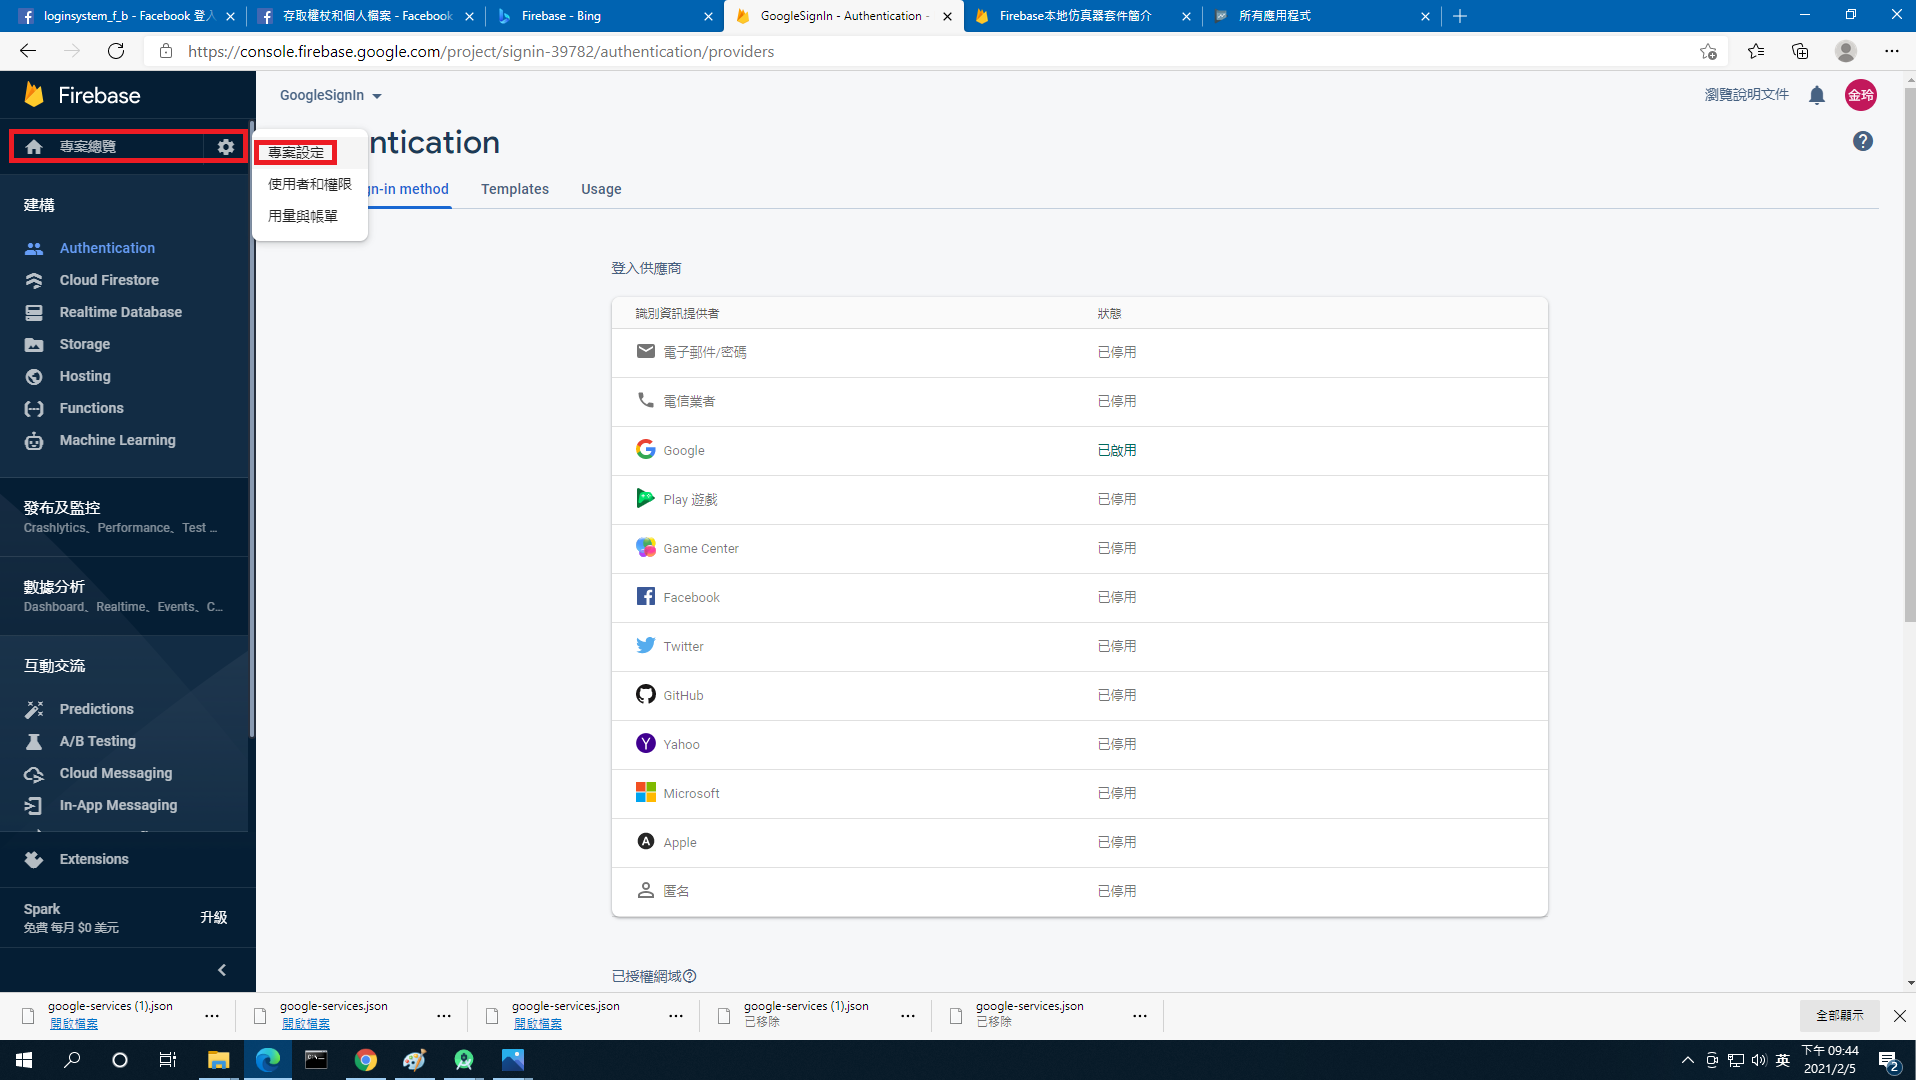 loginsystem_f_b - Facebook 登入
存取權杖和個人檔案 - Facebook
Firebase - Bing
GoogleSignIn - Authentication -
Firebase本地仿真器套件簡介
所有應用程式
https://console.firebase.google.com/project/signin-39782/authentication/providers
Firebase
GoogleSignIn
瀏覽說明文件
金玲
專案總覽
專案設定
使用者和權限
用量與帳單
ntication
gn-in method
Templates
Usage
建構
Authentication
Cloud Firestore
Realtime Database
Storage
Hosting
Functions
Machine Learning
發布及監控
Crashlytics、Performance、Test ...
數據分析
Dashboard、Realtime、Events、C...
互動交流
Predictions
A/B Testing
Cloud Messaging
In-App Messaging
Extensions
Spark
免費 每月 $0 美元
升級
登入供應商
識別資訊提供者 狀態
電子郵件/密碼 已停用
電信業者 已停用
Google 已啟用
Play 遊戲 已停用
Game Center 已停用
Facebook 已停用
Twitter 已停用
GitHub 已停用
Yahoo 已停用
Microsoft 已停用
Apple 已停用
匿名 已停用
已授權網域
google-services (1).json
開啟檔案
google-services.json
開啟檔案
google-services.json
開啟檔案
google-services (1).json
已移除
google-services.json
已移除
全部顯示
英
下午 09:44
2021/2/5
2